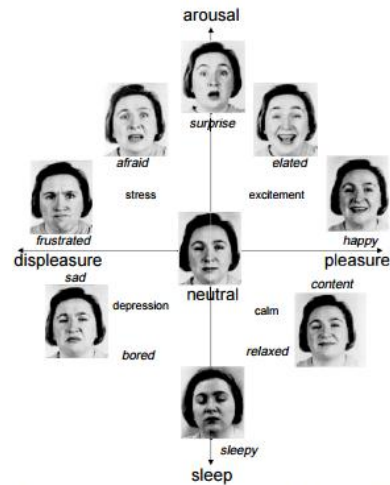 arousal
surprise
afraid
elated
stress
excitement
frustrated
happy
displeasure
pleasure
sad
neutral
content
depression
calm
bored
relaxed
sleepy
sleep